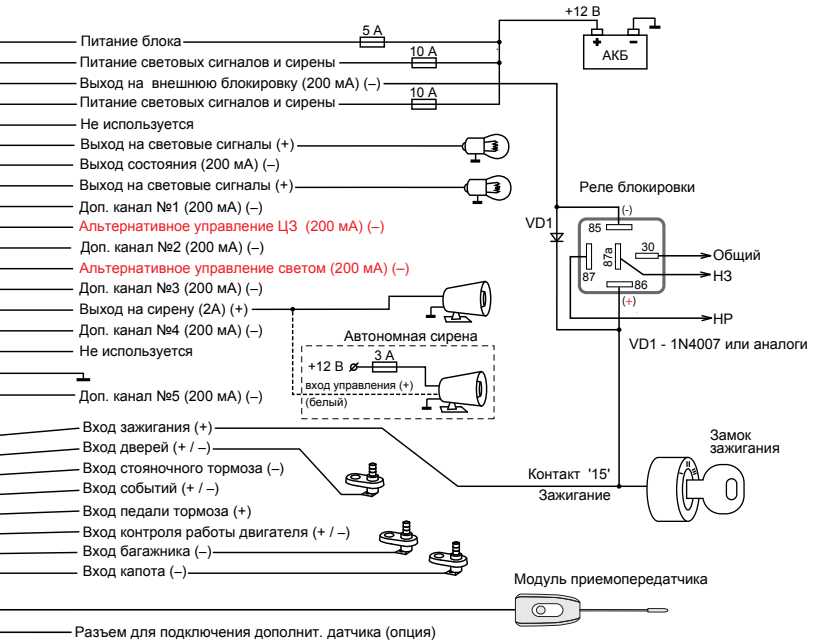 +12 В
5 А
Питание блока
+ –
АКБ
10 А
Питание световых сигналов и сирены
Выход на внешнюю блокировку (200 мА) (–)
10 А
Питание световых сигналов и сирены
Не используется
Выход на световые сигналы (+)
Выход состояния (200 мА) (–)
Выход на световые сигналы (+)
Реле блокировки
Доп. канал №1 (200 мА) (–)
(-)
VD1
85
Альтернативное управление ЦЗ (200 мА) (–)
Доп. канал №2 (200 мА) (–)
30
87а
Общий
Альтернативное управление светом (200 мА) (–)
87
НЗ
86
Доп. канал №3 (200 мА) (–)
(+)
Выход на сирену (2А) (+)
НР
Доп. канал №4 (200 мА) (–)
Автономная сирена
VD1 - 1N4007 или аналоги
Не используется
3 А
+12 В
вход управления (+)
(белый)
Доп. канал №5 (200 мА) (–)
Вход зажигания (+)
Замок
зажигания
Вход дверей (+ / –)
Вход стояночного тормоза (–)
Контакт '15'
I II III
Вход событий (+ / –)
Зажигание
Вход педали тормоза (+)
Вход контроля работы двигателя (+ / –)
Вход багажника (–)
Вход капота (–)
Модуль приемопередатчика
Разъем для подключения дополнит. датчика (опция)